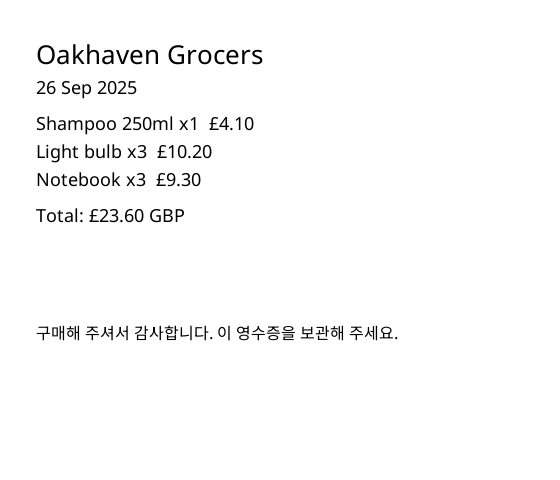 Oakhaven Grocers
26 Sep 2025
Shampoo 250ml x1  £4.10
Light bulb x3  £10.20
Notebook x3  £9.30
Total: £23.60 GBP
구매해 주셔서 감사합니다. 이 영수증을 보관해 주세요.